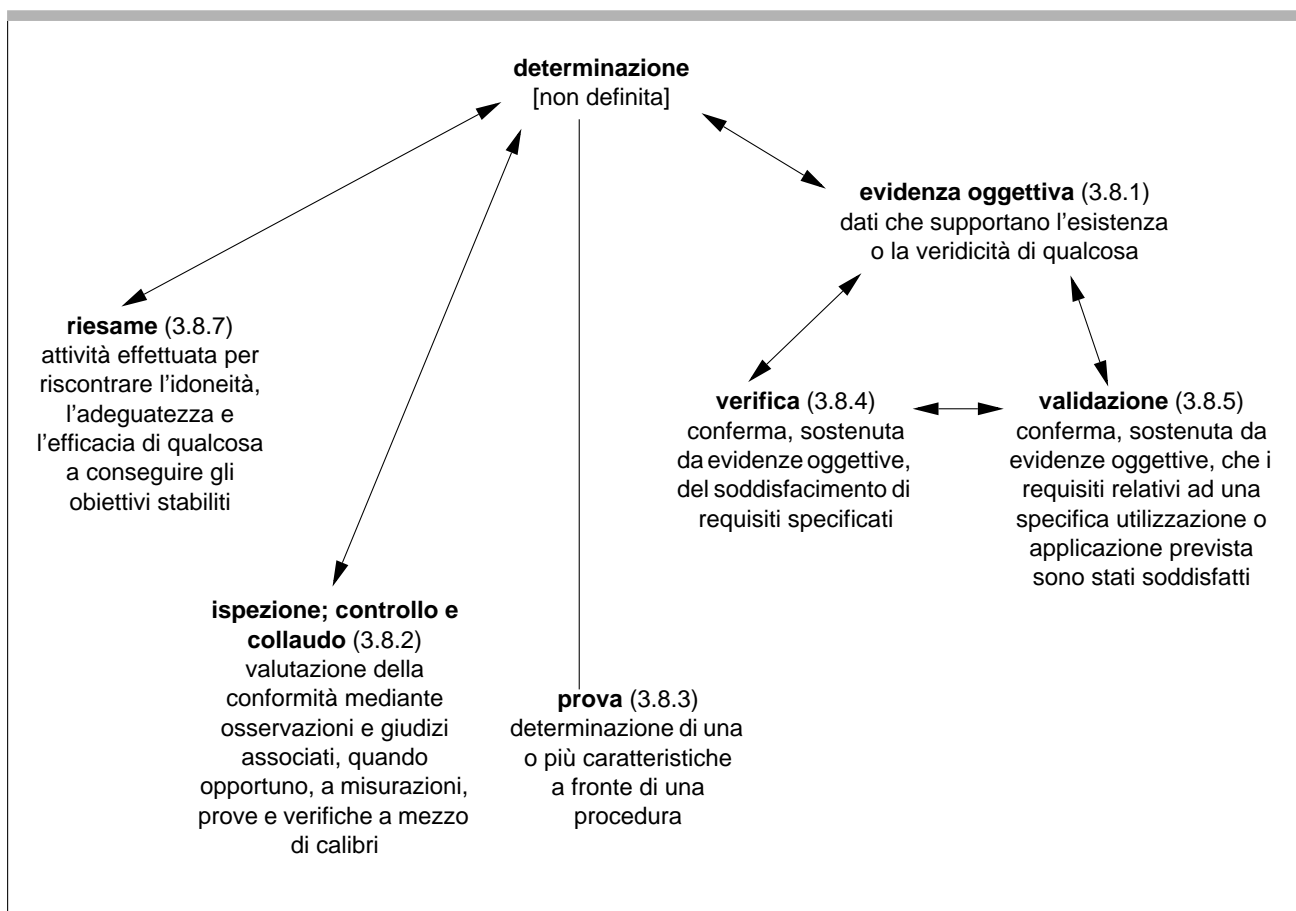 determinazione
[non definita]
evidenza oggettiva (3.8.1)
dati che supportano l’esistenza
o la veridicità di qualcosa
riesame (3.8.7)
attività effettuata per
riscontrare l’idoneità,
l’adeguatezza e
l’efficacia di qualcosa
a conseguire gli
obiettivi stabiliti
verifica (3.8.4)
conferma, sostenuta
da evidenze oggettive,
del soddisfacimento di
requisiti specificati
validazione (3.8.5)
conferma, sostenuta da
evidenze oggettive, che i
requisiti relativi ad una
specifica utilizzazione o
applicazione prevista
sono stati soddisfatti
ispezione; controllo e
collaudo (3.8.2)
valutazione della
conformità mediante
osservazioni e giudizi
associati, quando
opportuno, a misurazioni,
prove e verifiche a mezzo
di calibri
prova (3.8.3)
determinazione di una
o più caratteristiche
a fronte di una
procedura